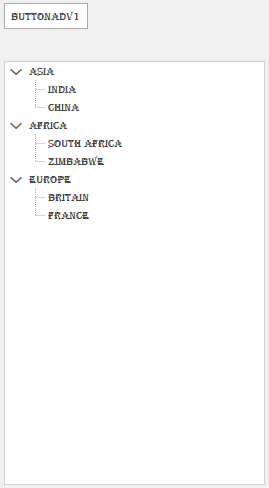 BUTTONADV1
ASIA
INDIA
CHINA
AFRICA
SOUTH AFRICA
ZIMBABWE
EUROPE
BRITAIN
FRANCE